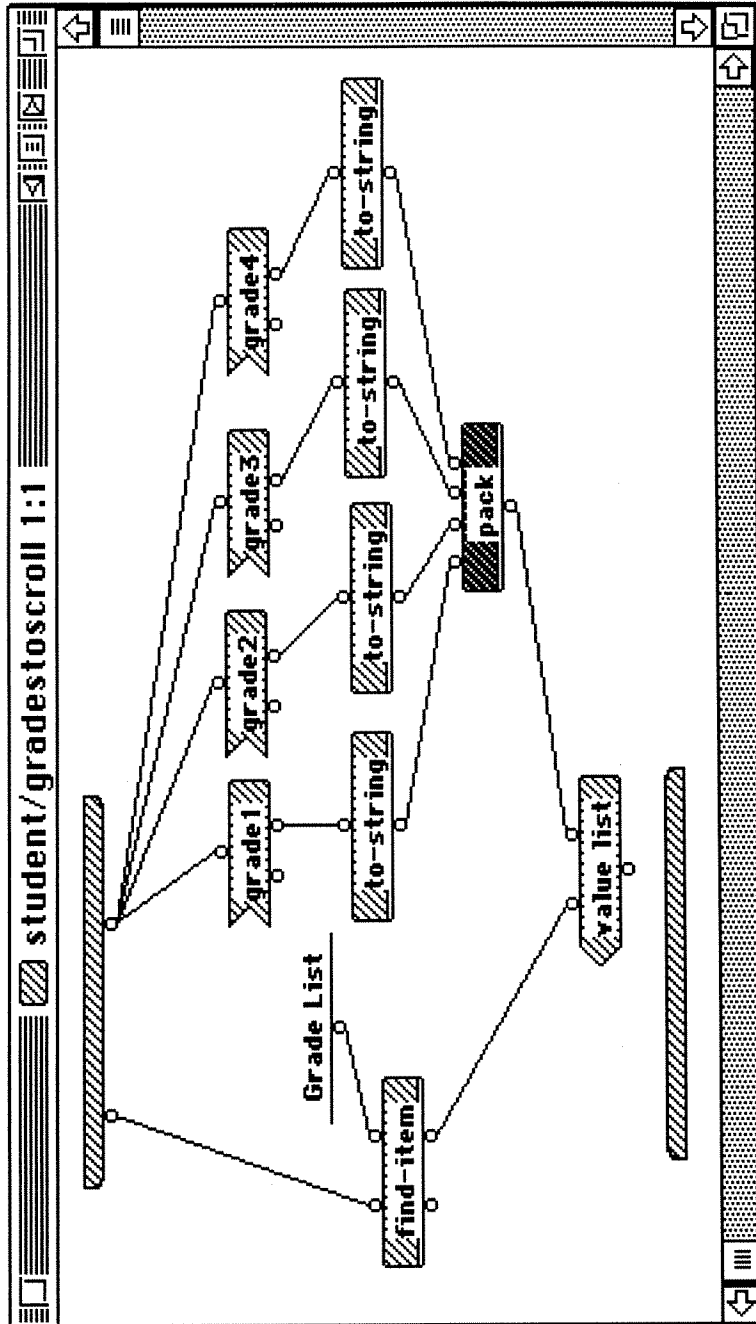 student/gradestoscroll 1:1
grade1
grade2
grade3
grade4
Grade List
find-item
to-string
to-string
to-string
to-string
pack
value list